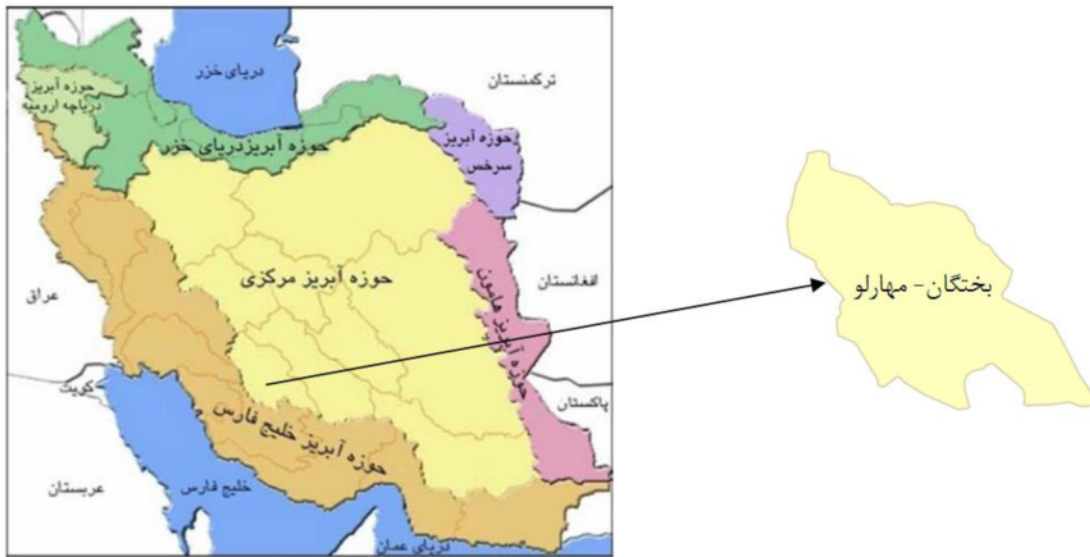 دریای خزر
ترکمنستان
حوزه آبریز
دریاچه ارومیه
حوزه آبریزدریای خزر
حوزه آبریز
سرخس
حوزه آبریز مرکزی
افغانستان
عراق
حوزه آبریز هامون
بختگان- مهارلو
کویت
پاکستان
حوزه آبریز خلیج فارس
عربستان
خلیج فارس
دریای عمان